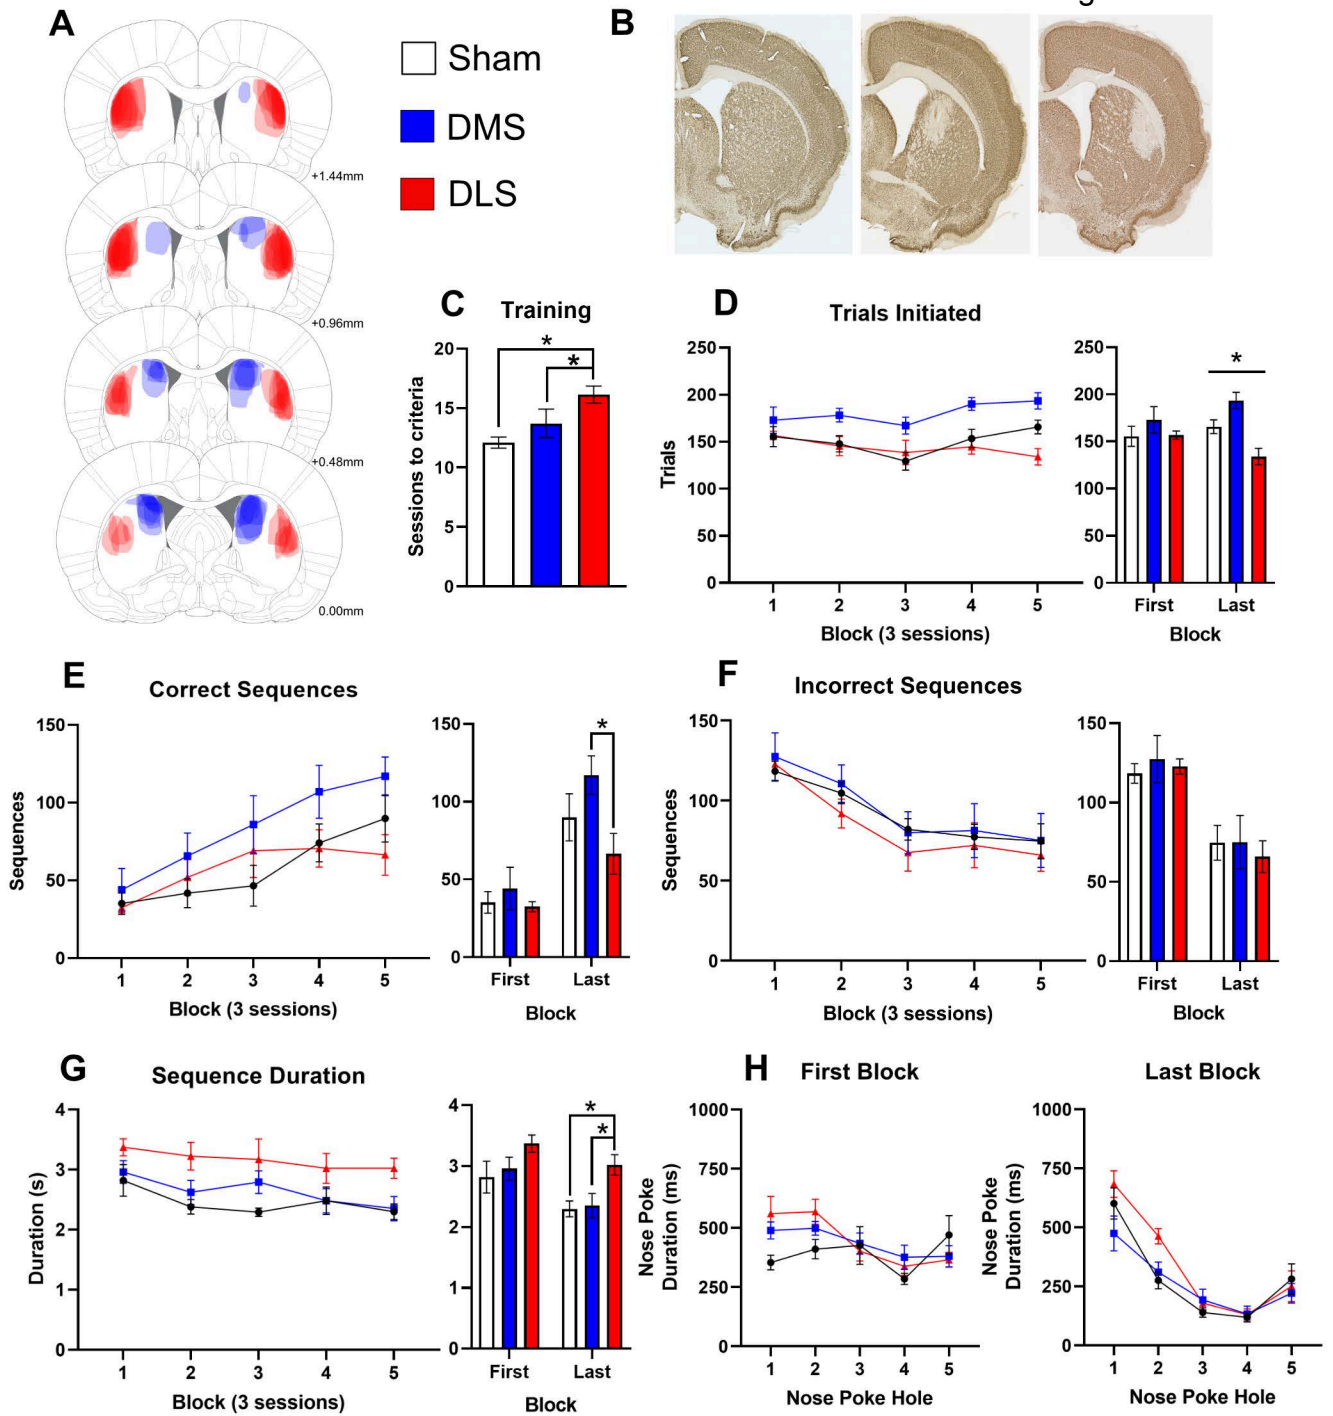 A
Sham
DMS
DLS
+1.44mm
+0.96mm
+0.48mm
0.00mm
B
C
Training
*
*
Sessions to criteria
20
15
10
5
0
D
Trials Initiated
Trials
250
200
150
100
50
0
1 2 3 4 5
Block (3 sessions)
250
200
150
100
50
0
*
First Last
Block
E
Correct Sequences
Sequences
150
100
50
0
1 2 3 4 5
Block (3 sessions)
150
100
50
0
*
First Last
Block
F
Incorrect Sequences
Sequences
150
100
50
0
1 2 3 4 5
Block (3 sessions)
150
100
50
0
First Last
Block
G
Sequence Duration
Duration (s)
4
3
2
1
0
1 2 3 4 5
Block (3 sessions)
4
3
2
1
0
*
*
First Last
Block
H
First Block
Nose Poke
Duration (ms)
1000
750
500
250
0
1 2 3 4 5
Nose Poke Hole
Last Block
Nose Poke
Duration (ms)
1000
750
500
250
0
1 2 3 4 5
Nose Poke Hole